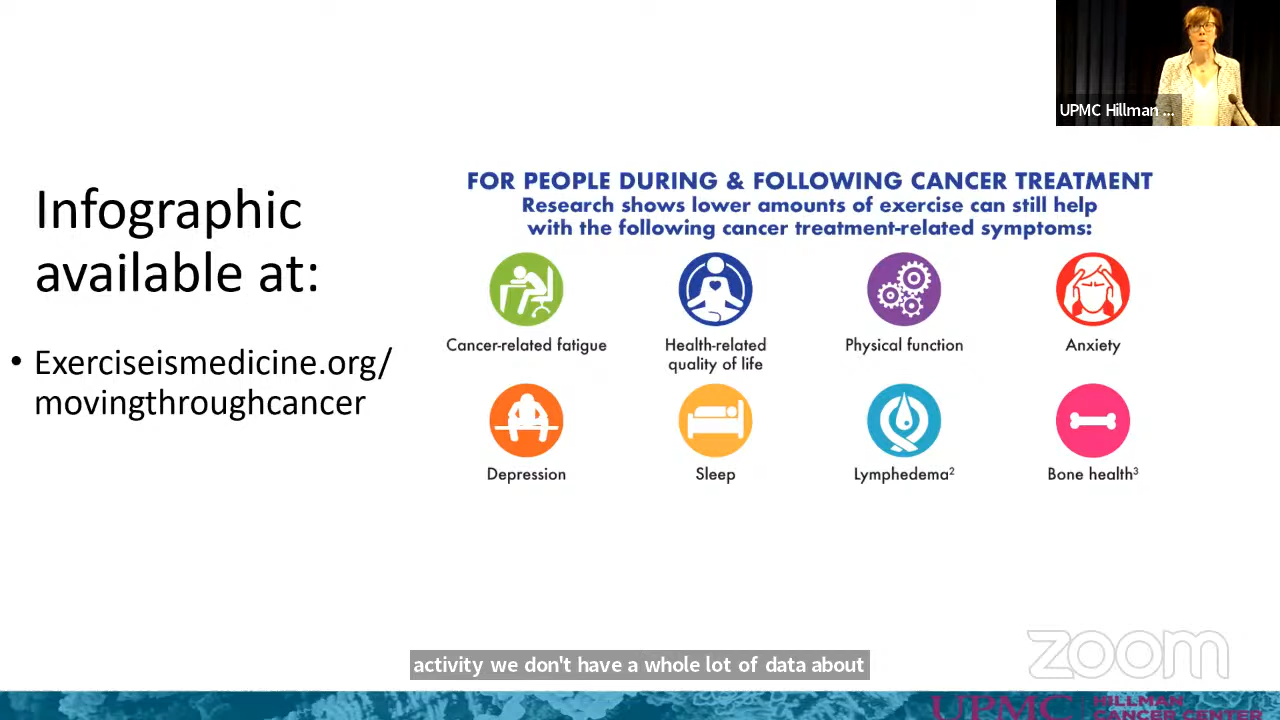 UPMC Hillman ...
Infographic
available at:
• Exerciseismedicine.org/
movingthroughcancer
FOR PEOPLE DURING & FOLLOWING CANCER TREATMENT
Research shows lower amounts of exercise can still help
with the following cancer treatment-related symptoms:
Cancer-related fatigue
Health-related
quality of life
Physical function
Anxiety
Depression
Sleep
Lymphedema²
Bone health³
activity we don't have a whole lot of data about
zoom
UPMC
HILLMAN
CANCER CENTER